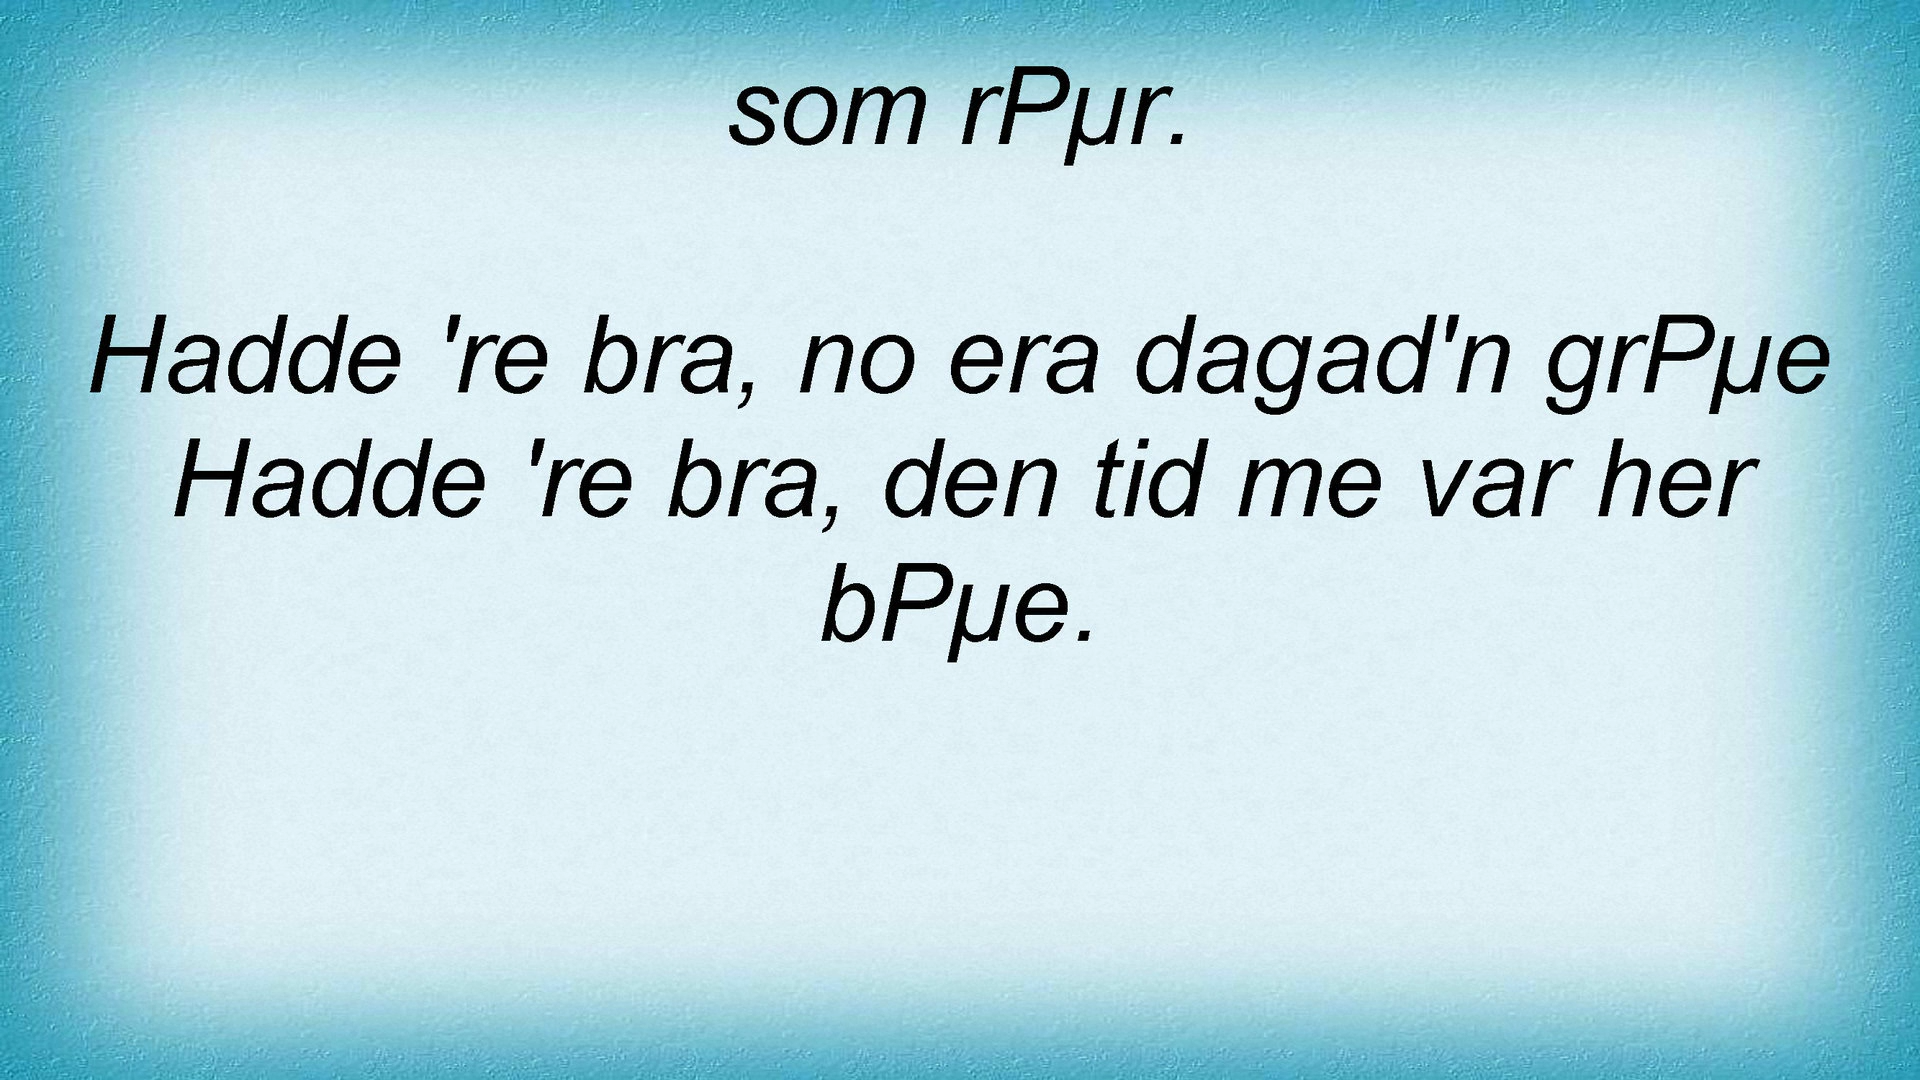 som rPµr.
Hadde 're bra, no era dagad'n grPµe
Hadde 're bra, den tid me var her
bPµe.